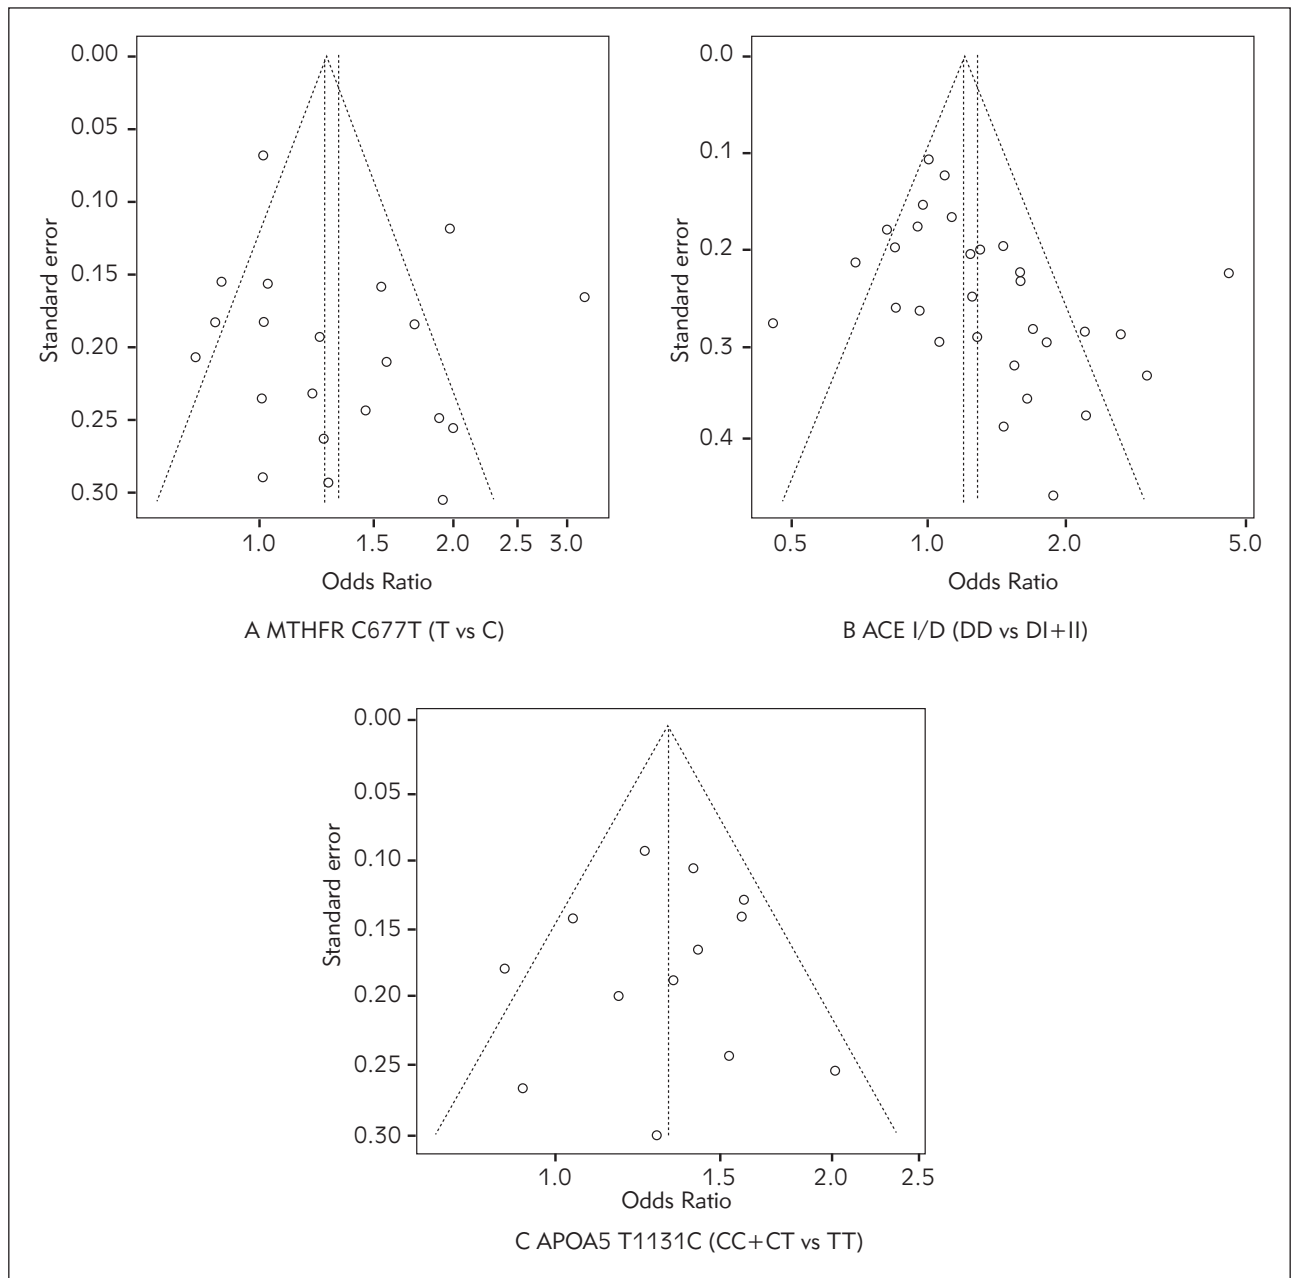 0.00
0.05
0.10
0.15
0.20
0.25
0.30
Standard error
1.0 1.5 2.0 2.5 3.0
Odds Ratio
A MTHFR C677T (T vs C)
0.0
0.1
0.2
0.3
0.4
Standard error
0.5 1.0 2.0 5.0
Odds Ratio
B ACE I/D (DD vs DI+II)
0.00
0.05
0.10
0.15
0.20
0.25
0.30
Standard error
1.0 1.5 2.0 2.5
Odds Ratio
C APOA5 T1131C (CC+CT vs TT)